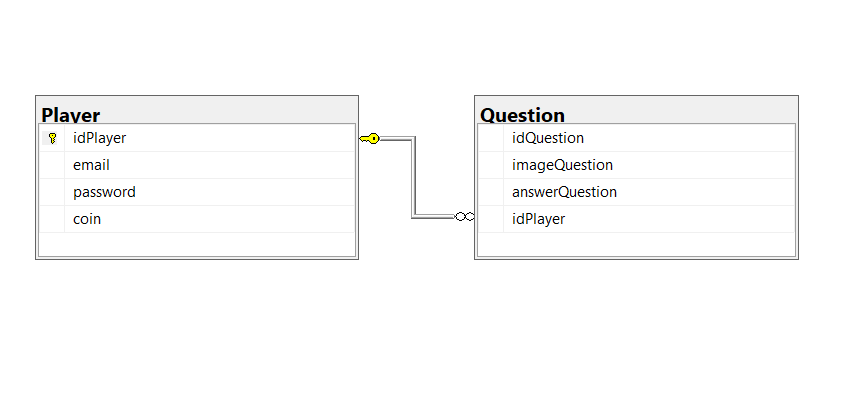 Player
idPlayer
email
password
coin
Question
idQuestion
imageQuestion
answerQuestion
idPlayer